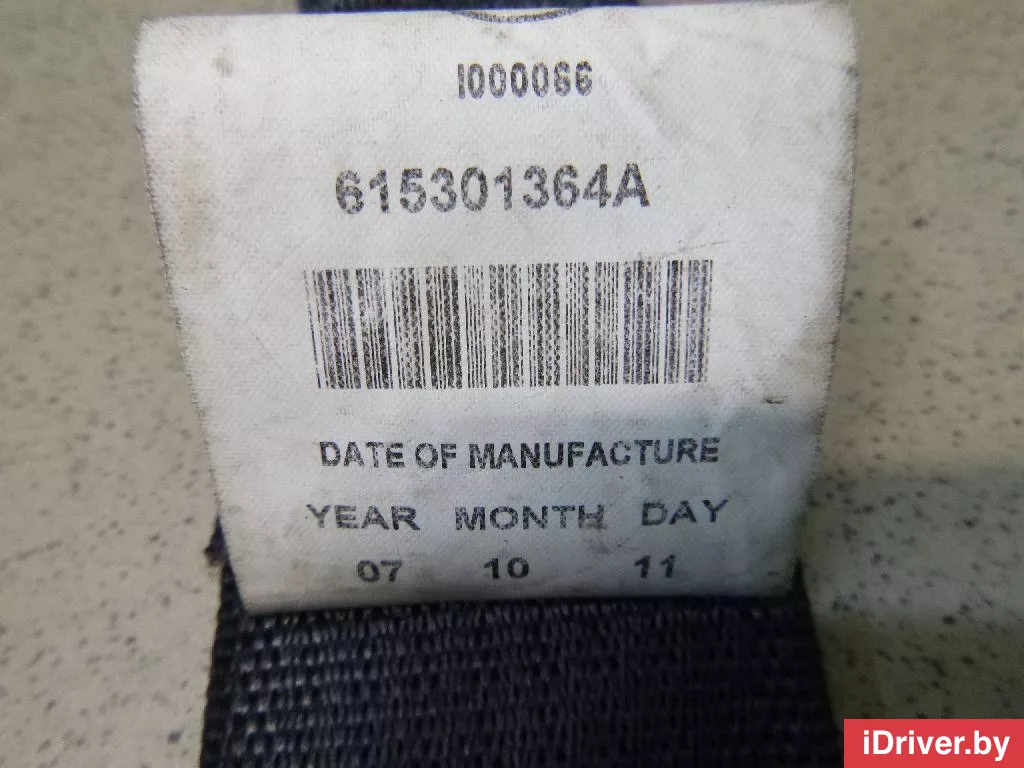 I000066
615301364A
DATE OF MANUFACTURE
YEAR MONTH DAY
07 10 11
iDriver.by